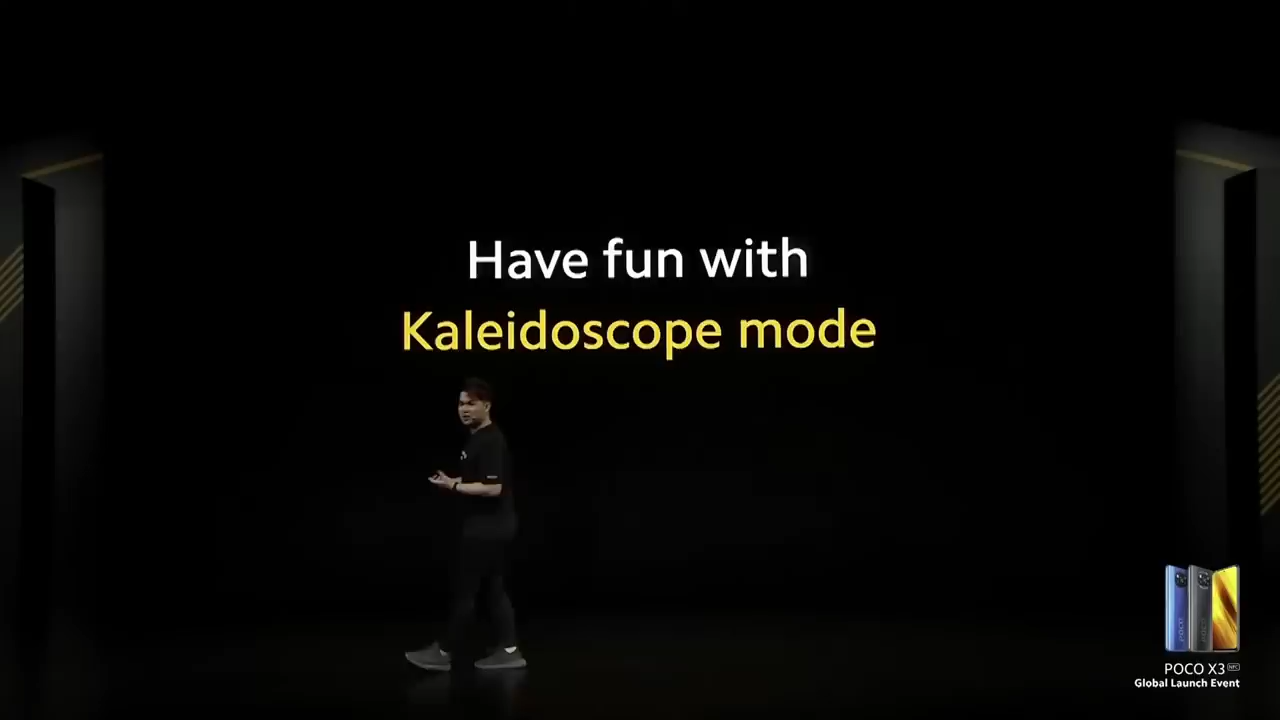 Have fun with
Kaleidoscope mode
POCO X3 NFC
Global Launch Event